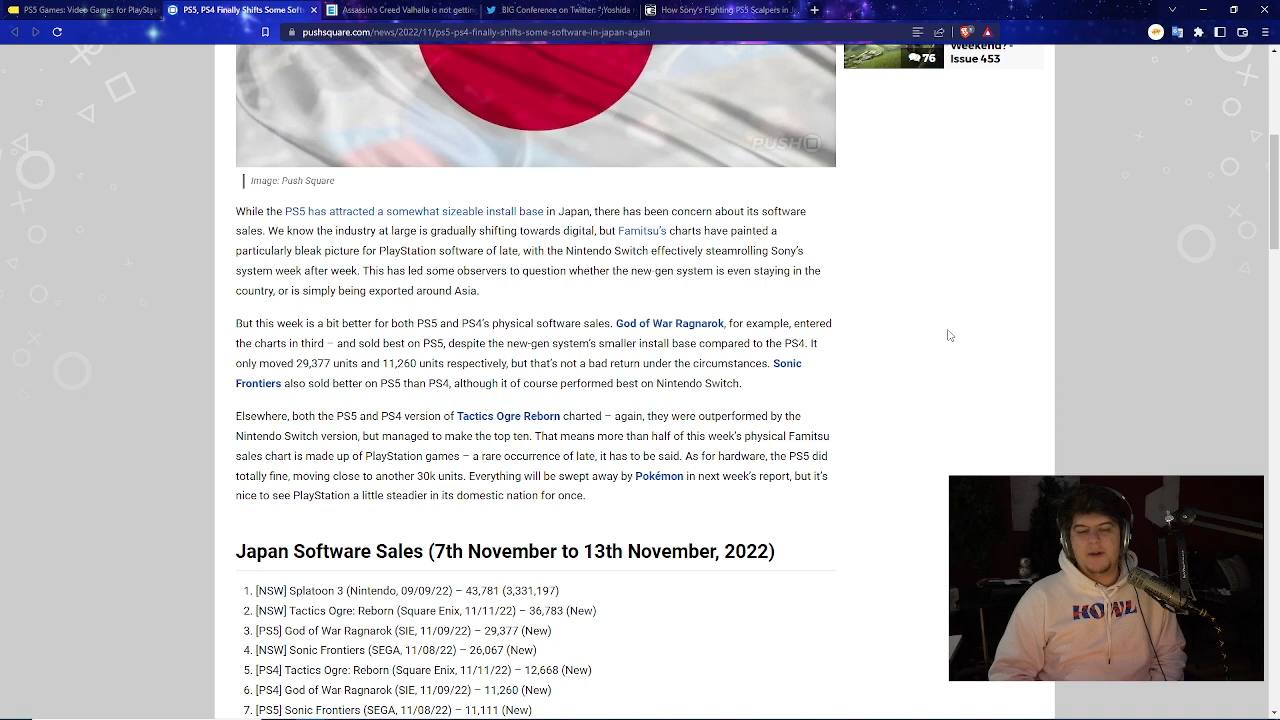 PS5 Games: Video Games for PlaySta
PS5, PS4 Finally Shifts Some Soft
Assassin's Creed Valhalla is not getting
BIG Conference on Twitter: "Yoshida
How Sony's Fighting PS5 Scalpers in Ja
pushsquare.com/news/2022/11/ps5-ps4-finally-shifts-some-software-in-japan-again
Weekend? -
Issue 453
76
PUSH
Image: Push Square
While the PS5 has attracted a somewhat sizeable install base in Japan, there has been concern about its software
sales. We know the industry at large is gradually shifting towards digital, but Famitsu's charts have painted a
particularly bleak picture for PlayStation software of late, with the Nintendo Switch effectively steamrolling Sony's
system week after week. This has led some observers to question whether the new-gen system is even staying in the
country, or is simply being exported around Asia.
But this week is a bit better for both PS5 and PS4's physical software sales. God of War Ragnarok, for example, entered
the charts in third – and sold best on PS5, despite the new-gen system's smaller install base compared to the PS4. It
only moved 29,377 units and 11,260 units respectively, but that's not a bad return under the circumstances. Sonic
Frontiers also sold better on PS5 than PS4, although it of course performed best on Nintendo Switch.
Elsewhere, both the PS5 and PS4 version of Tactics Ogre Reborn charted – again, they were outperformed by the
Nintendo Switch version, but managed to make the top ten. That means more than half of this week's physical Famitsu
sales chart is made up of PlayStation games – a rare occurrence of late, it has to be said. As for hardware, the PS5 did
totally fine, moving close to another 30k units. Everything will be swept away by Pokémon in next week's report, but it's
nice to see PlayStation a little steadier in its domestic nation for once.
Japan Software Sales (7th November to 13th November, 2022)
1. [NSW] Splatoon 3 (Nintendo, 09/09/22) – 43,781 (3,331,197)
2. [NSW] Tactics Ogre: Reborn (Square Enix, 11/11/22) – 36,783 (New)
3. [PS5] God of War Ragnarok (SIE, 11/09/22) – 29,377 (New)
4. [NSW] Sonic Frontiers (SEGA, 11/08/22) – 26,067 (New)
5. [PS4] Tactics Ogre: Reborn (Square Enix, 11/11/22) – 12,668 (New)
6. [PS4] God of War Ragnarok (SIE, 11/09/22) – 11,260 (New)
7. [PS5] Sonic Frontiers (SEGA, 11/08/22) – 11,111 (New)
HOWL